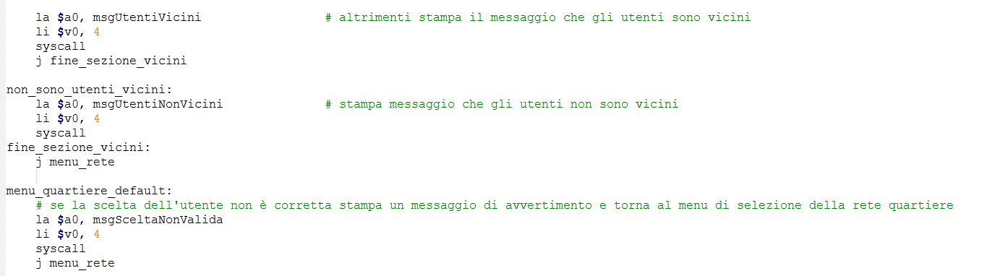 la $a0, msgUtentiVicini # altrimenti stampa il messaggio che gli utenti sono vicini
li $v0, 4
syscall
j fine_sezione_vicini
non_sono_utenti_vicini:
la $a0, msgUtentiNonVicini # stampa messaggio che gli utenti non sono vicini
li $v0, 4
syscall
fine_sezione_vicini:
j menu_rete
menu_quartiere_default:
# se la scelta dell'utente non è corretta stampa un messaggio di avvertimento e torna al menu di selezione della rete quartiere
la $a0, msgSceltaNonValida
li $v0, 4
syscall
j menu_rete